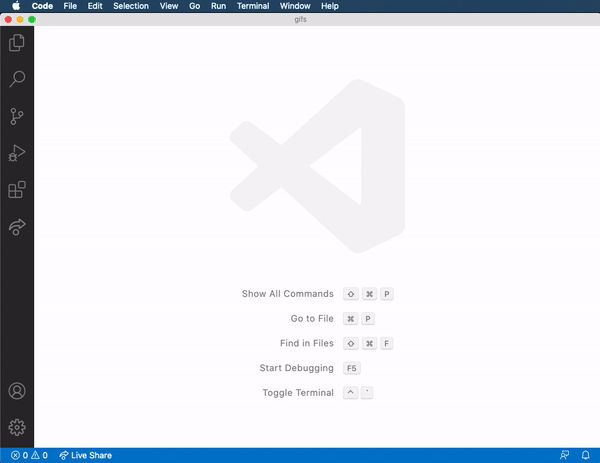 Code File Edit Selection View Go Run Terminal Window Help
gifs
Show All Commands ⇧ ⌘ P
Go to File ⌘ P
Find in Files ⇧ ⌘ F
Start Debugging F5
Toggle Terminal ^ `
0 0 Live Share